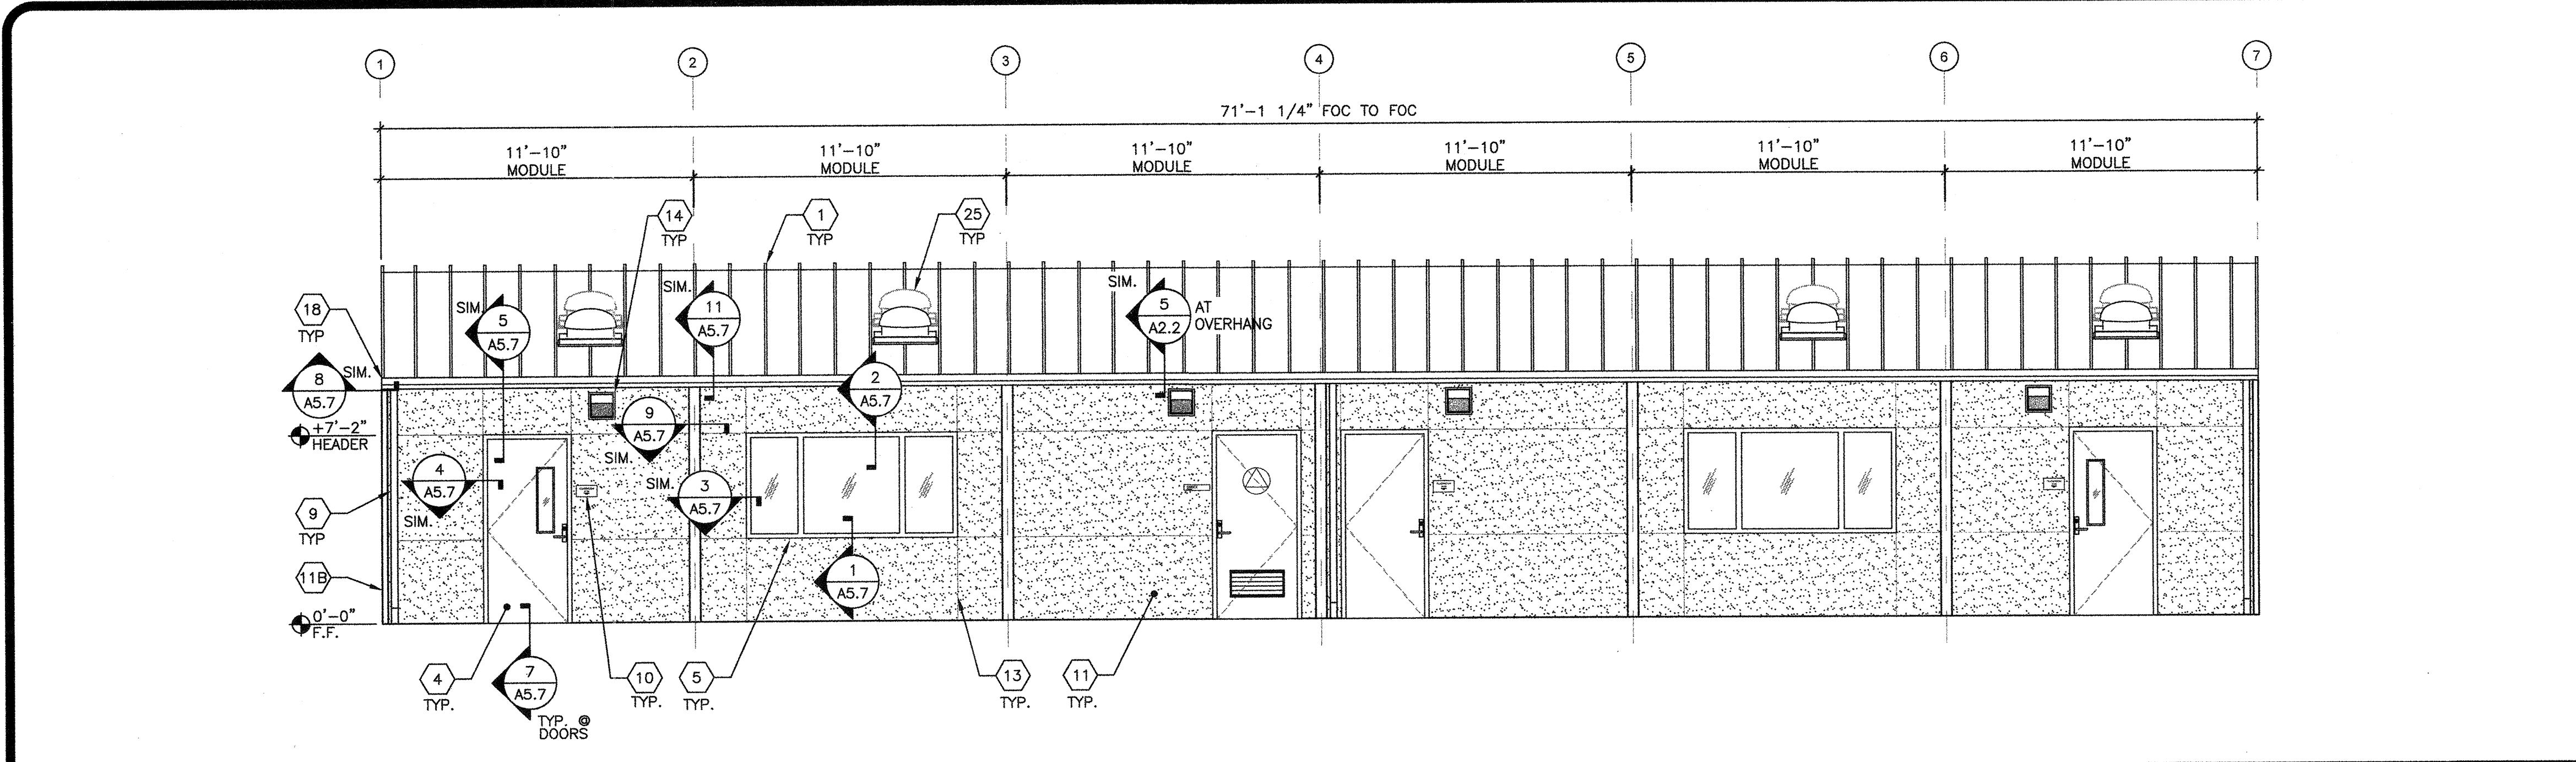 1
2
3
4
5
6
7
71'-1 1/4" FOC TO FOC
11'-10"
MODULE
11'-10"
MODULE
11'-10"
MODULE
11'-10"
MODULE
11'-10"
MODULE
11'-10"
MODULE
14
TYP
1
TYP
25
TYP
18
TYP
SIM.
5
A5.7
SIM.
11
A5.7
SIM.
5
A2.2
AT
OVERHANG
8
A5.7
SIM.
2
A5.7
9
A5.7
SIM.
+7'-2"
HEADER
4
A5.7
SIM.
SIM.
3
A5.7
9
TYP
11B
1
A5.7
0'-0"
F.F.
4
TYP.
7
A5.7
TYP. @
DOORS
10
TYP.
5
TYP.
13
TYP.
11
TYP.